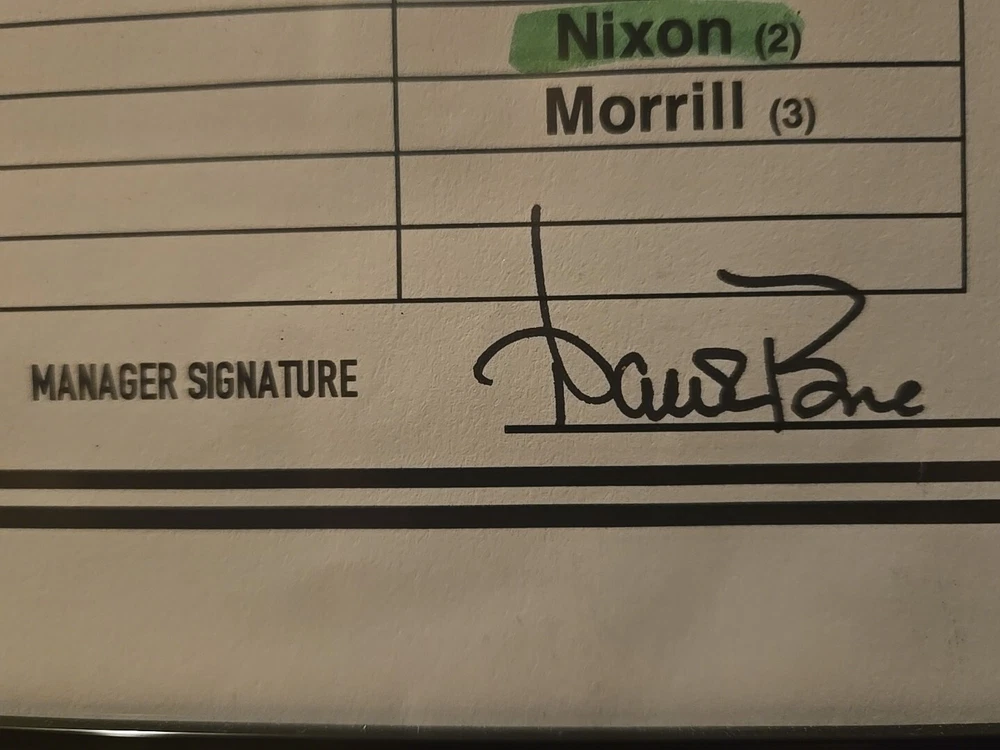 Nixon (2)
Morrill (3)
MANAGER SIGNATURE